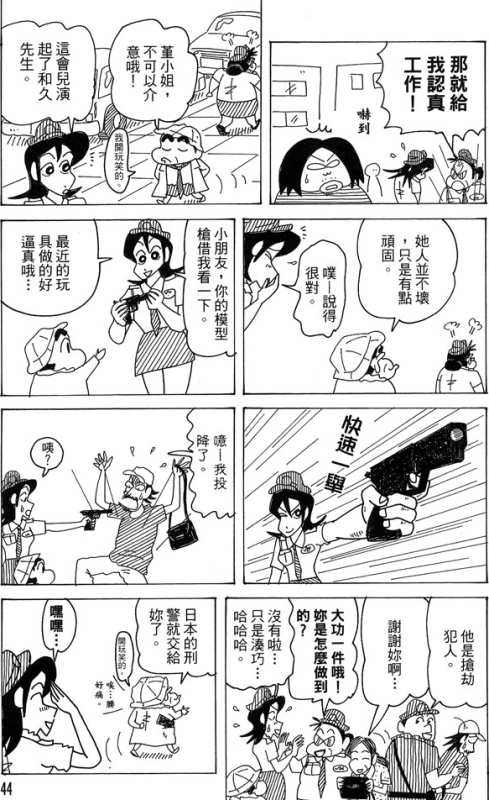 那就給
我認真
工作！
嚇到
堇小姐，
不可以介
意哦！
我開玩笑的。
這會兒演
起了和久
先生。
她人並不壞
，只是有點
頑固。
噗—說得
很對。
小朋友，你的模型
槍借我看一下。
最近的玩
具做的好
逼真哦…
快速一舉
噫—我投
降了。
咦？
他是搶劫
犯人。
謝謝妳啊…
大功一件哦！
妳是怎麼做到
的？
沒有啦…
只是湊巧…
哈哈哈。
日本的刑
警就交給
妳了。
開玩笑的。
唉…腰
好痛。
嘿嘿…
44